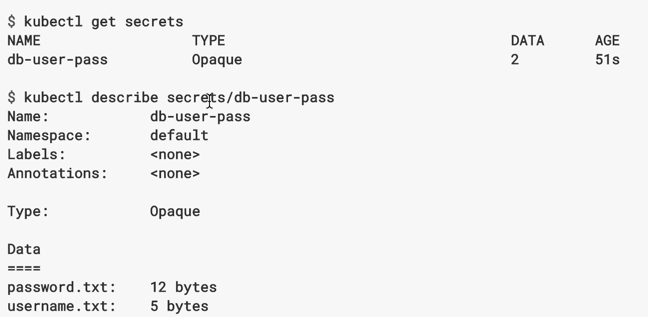 $ kubectl get secrets
NAME TYPE DATA AGE
db-user-pass Opaque 2 51s
$ kubectl describe secrets/db-user-pass
Name: db-user-pass
Namespace: default
Labels: <none>
Annotations: <none>
Type: Opaque
Data
====
password.txt: 12 bytes
username.txt: 5 bytes